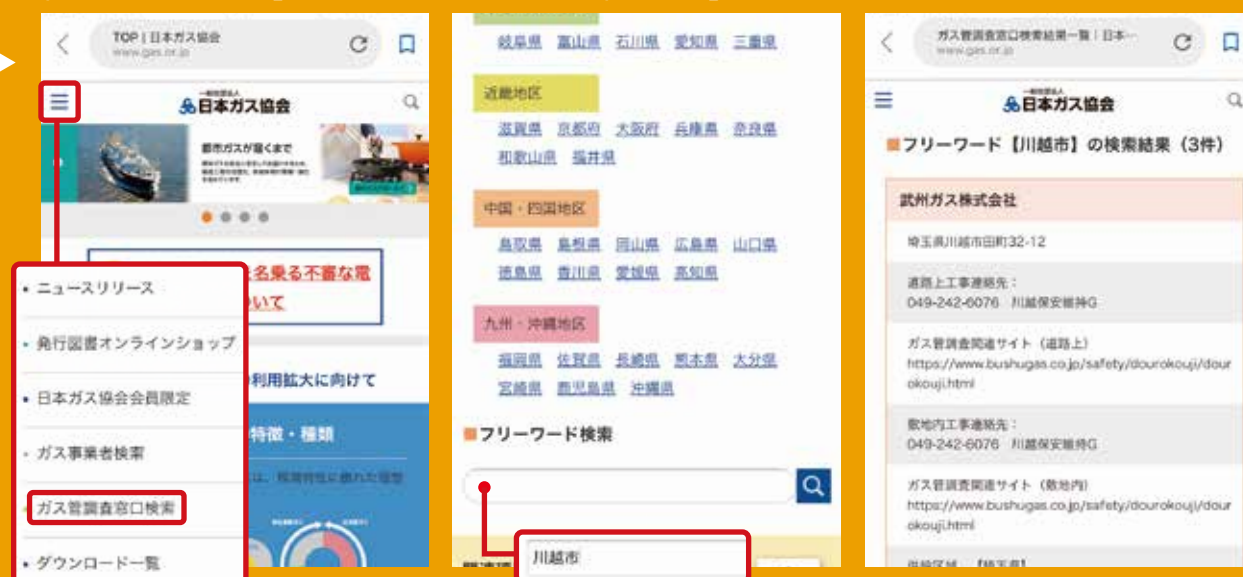 TOP | 日本ガス協会
www.gas.or.jp
一般社団法人
日本ガス協会
都市ガスが届くまで
名乗る不審な電
いて
利用拡大に向けて
特徴・種類
・ニュースリリース
・発行図書オンラインショップ
・日本ガス協会会員限定
・ガス事業者検索
・ガス管調査窓口検索
・ダウンロード一覧
岐阜県 富山県 石川県 愛知県 三重県
近畿地区
滋賀県 京都府 大阪府 兵庫県 奈良県
和歌山県 福井県
中国・四国地区
鳥取県 島根県 岡山県 広島県 山口県
徳島県 香川県 愛媛県 高知県
九州・沖縄地区
福岡県 佐賀県 長崎県 熊本県 大分県
宮崎県 鹿児島県 沖縄県
■フリーワード検索
川越市
ガス管調査窓口検索結果一覧 | 日本…
www.gas.or.jp
一般社団法人
日本ガス協会
■フリーワード【川越市】の検索結果(3件)
武州ガス株式会社
埼玉県川越市田町32-12
道路上工事連絡先:
049-242-6076 川越保安維持G
ガス管調査関連サイト(道路上)
https://www.bushugas.co.jp/safety/dourokouji/dour
okouji.html
敷地内工事連絡先:
049-242-6076 川越保安維持G
ガス管調査関連サイト(敷地内)
https://www.bushugas.co.jp/safety/dourokouji/dour
okouji.html